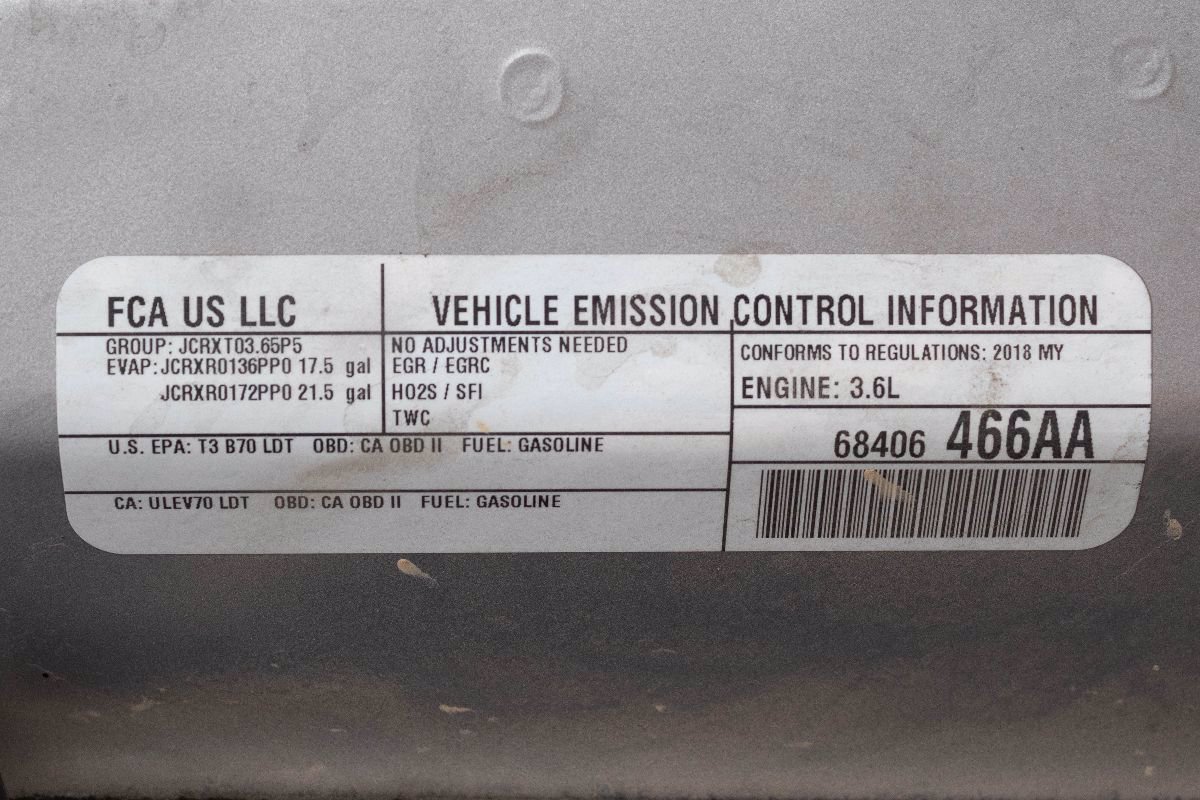 FCA US LLC
VEHICLE EMISSION CONTROL INFORMATION
GROUP: JCRXT03.65P5
EVAP: JCRXR0136PP0 17.5 gal
JCRXR0172PP0 21.5 gal
NO ADJUSTMENTS NEEDED
EGR / EGRC
HO2S / SFI
TWC
CONFORMS TO REGULATIONS: 2018 MY
ENGINE: 3.6L
68406 466AA
U.S. EPA: T3 B70 LDT OBD: CA OBD II FUEL: GASOLINE
CA: ULEV70 LDT OBD: CA OBD II FUEL: GASOLINE